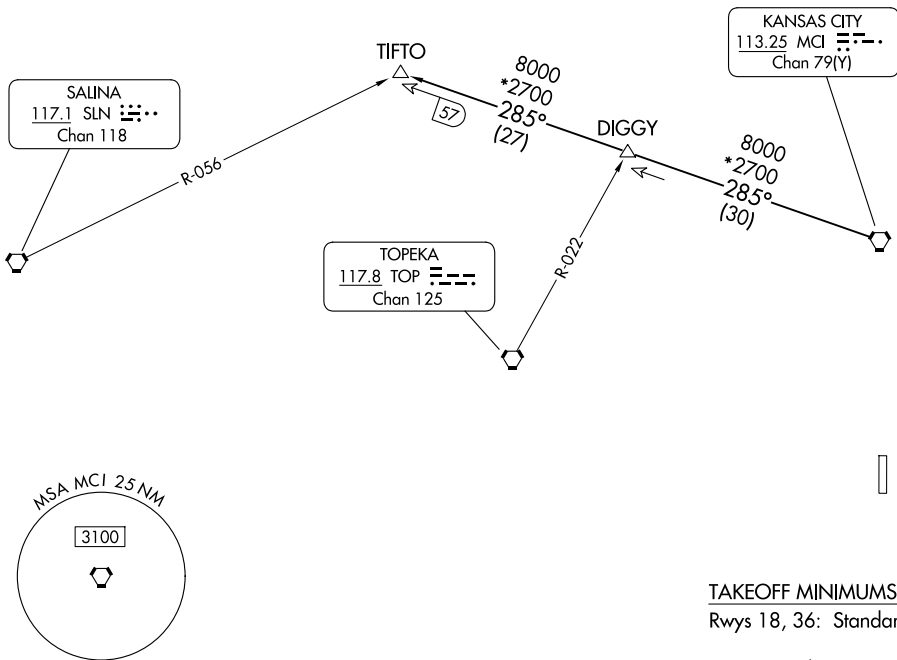 KANSAS CITY
113.25 MCI
Chan 79(Y)
TIFTO
8000
*2700
285°
(27)
57
SALINA
117.1 SLN
Chan 118
DIGGY
8000
*2700
285°
(30)
R-056
R-022
TOPEKA
117.8 TOP
Chan 125
MSA MCI 25 NM
3100
TAKEOFF MINIMUMS
Rwys 18, 36: Standar